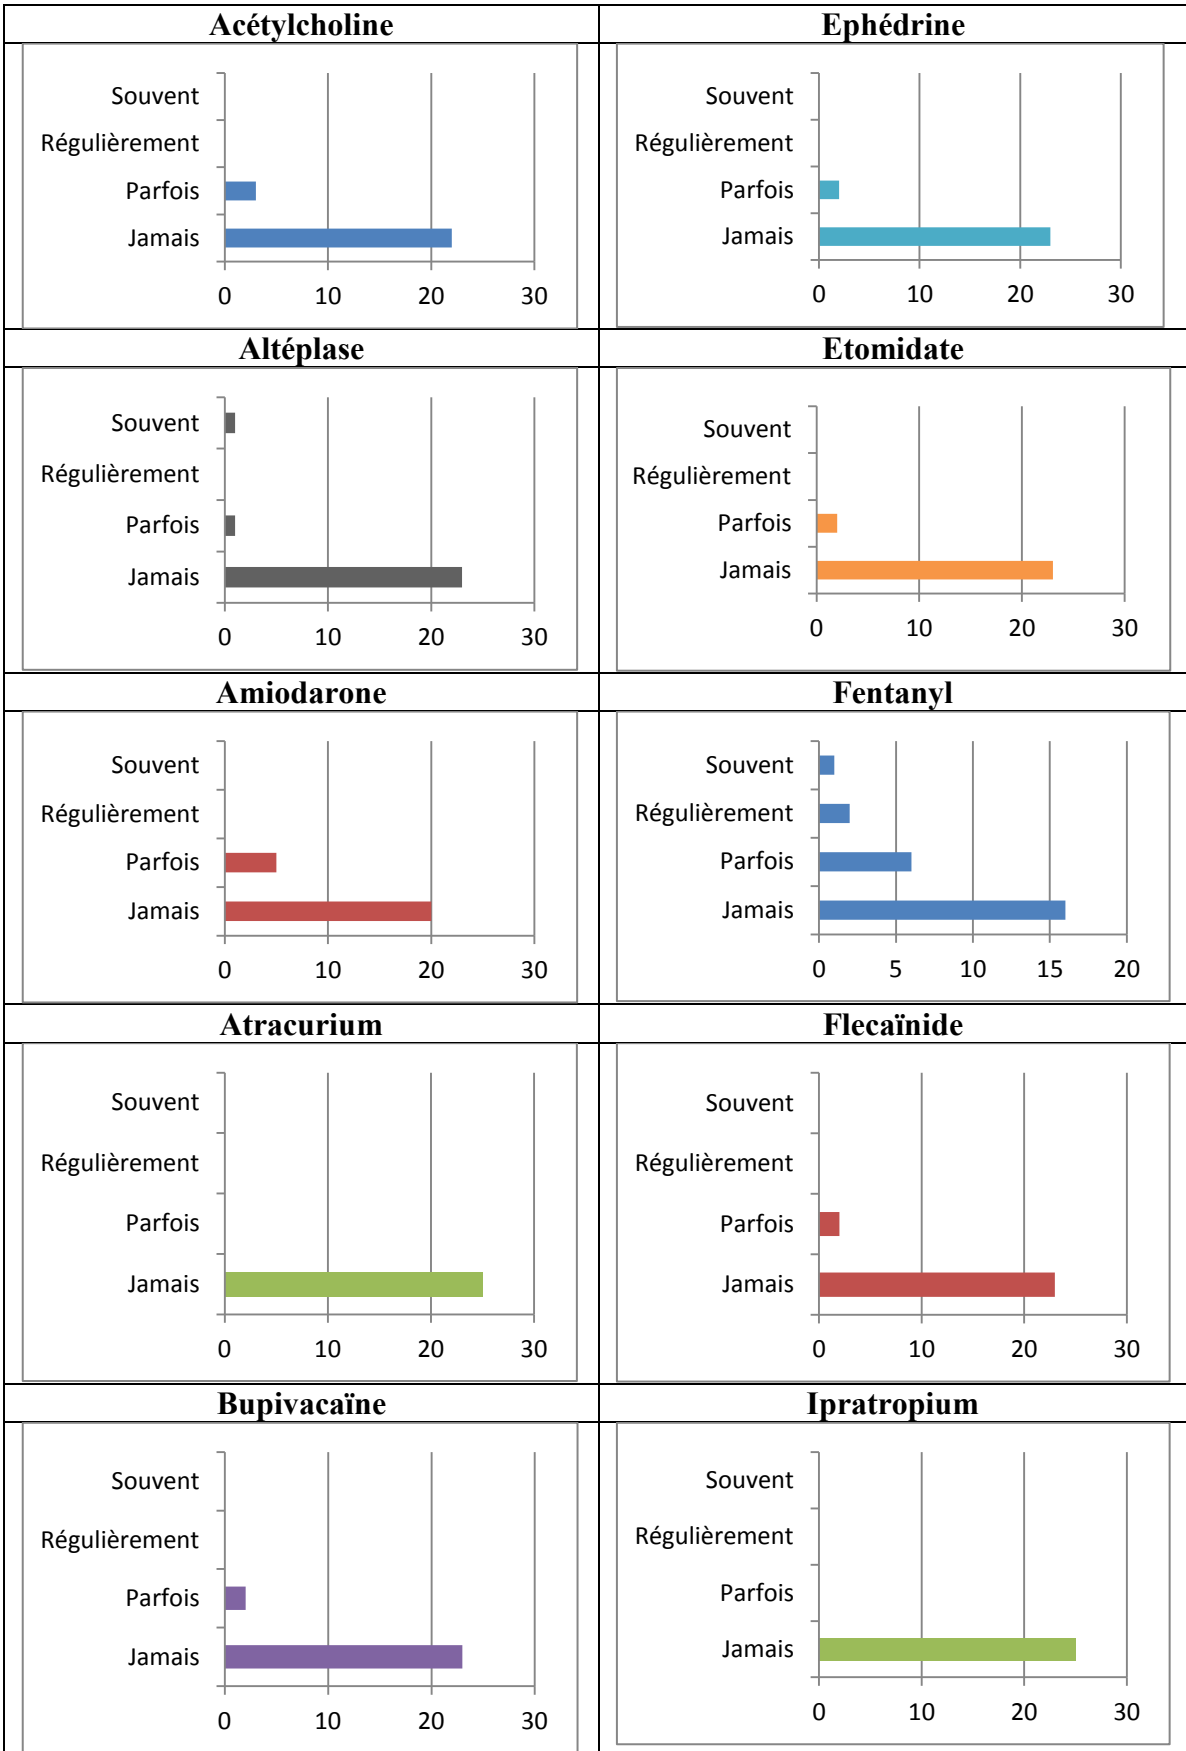 Acétylcholine
Souvent
Régulièrement
Parfois
Jamais
0 10 20 30
Ephédrine
Souvent
Régulièrement
Parfois
Jamais
0 10 20 30
Altéplase
Souvent
Régulièrement
Parfois
Jamais
0 10 20 30
Etomidate
Souvent
Régulièrement
Parfois
Jamais
0 10 20 30
Amiodarone
Souvent
Régulièrement
Parfois
Jamais
0 10 20 30
Fentanyl
Souvent
Régulièrement
Parfois
Jamais
0 5 10 15 20
Atracurium
Souvent
Régulièrement
Parfois
Jamais
0 10 20 30
Flecaïnide
Souvent
Régulièrement
Parfois
Jamais
0 10 20 30
Bupivacaïne
Souvent
Régulièrement
Parfois
Jamais
0 10 20 30
Ipratropium
Souvent
Régulièrement
Parfois
Jamais
0 10 20 30